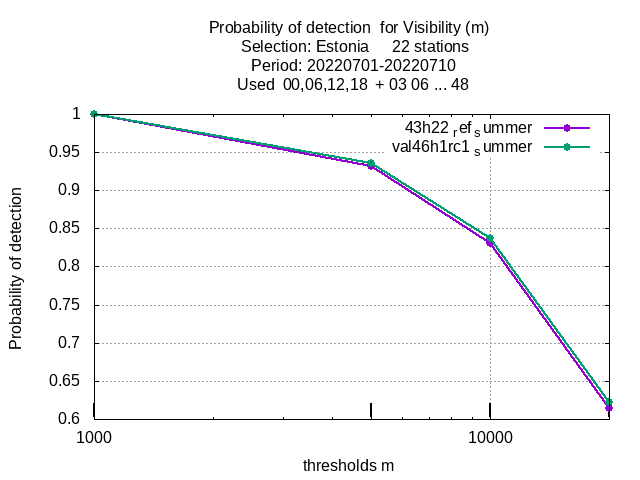 Probability of detection  for Visibility (m)
Selection: Estonia     22 stations
Period: 20220701-20220710
Used  00,06,12,18  + 03 06 ... 48
43h22 ref summer
val46h1rc1 summer
1
0.95
0.9
0.85
0.8
0.75
0.7
0.65
0.6
Probability of detection
1000
10000
thresholds m